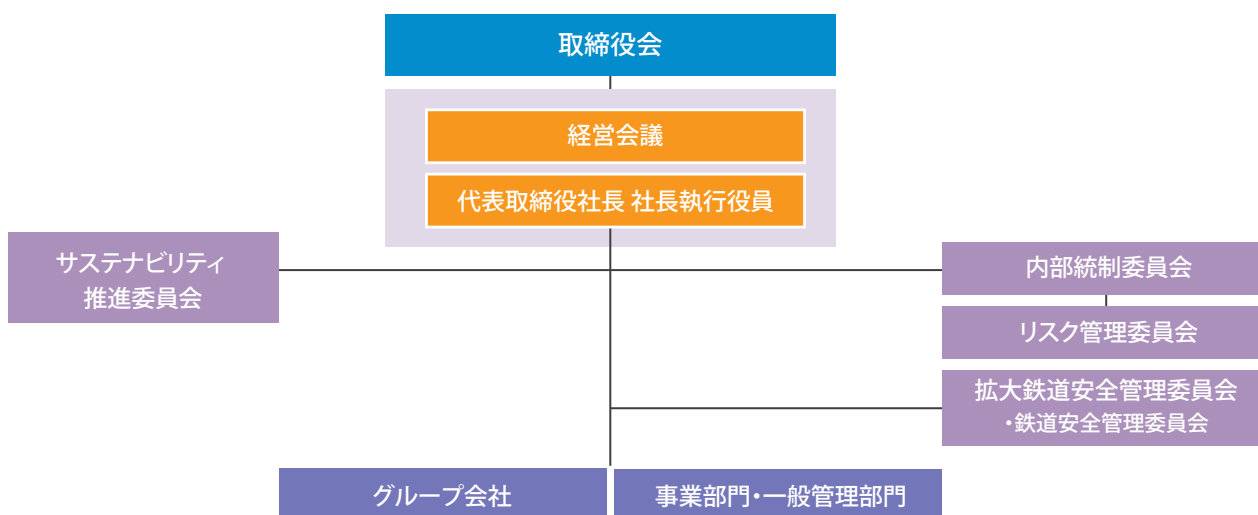 取締役会
経営会議
代表取締役社長 社長執行役員
サステナビリティ
推進委員会
内部統制委員会
リスク管理委員会
拡大鉄道安全管理委員会
・鉄道安全管理委員会
グループ会社
事業部門・一般管理部門